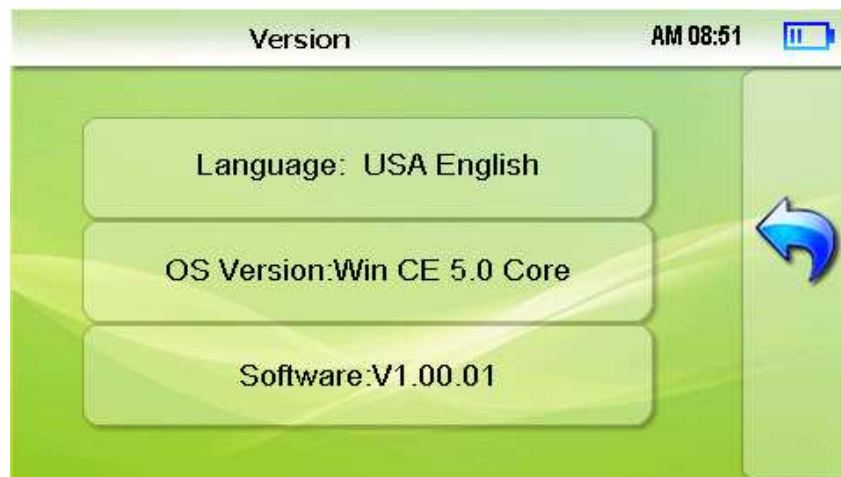 Version AM 08:51
Language: USA English
OS Version:Win CE 5.0 Core
Software:V1.00.01